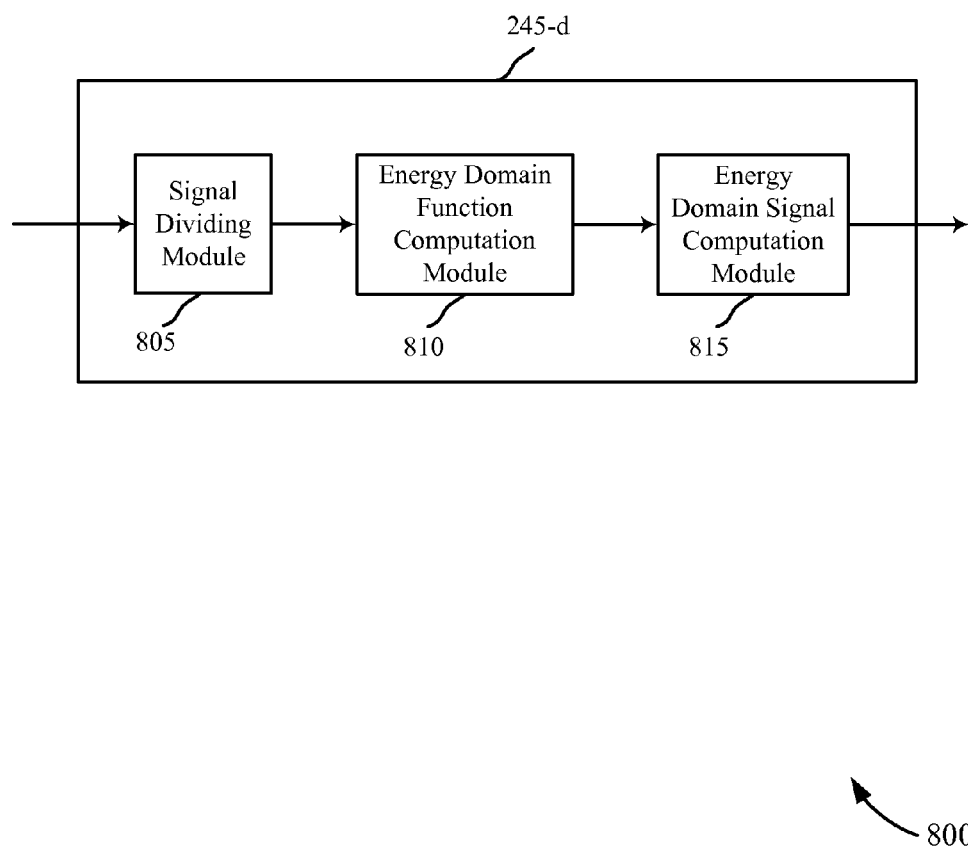 245-d
Signal
Dividing
Module
Energy Domain
Function
Computation
Module
Energy
Domain Signal
Computation
Module
805
810
815
800